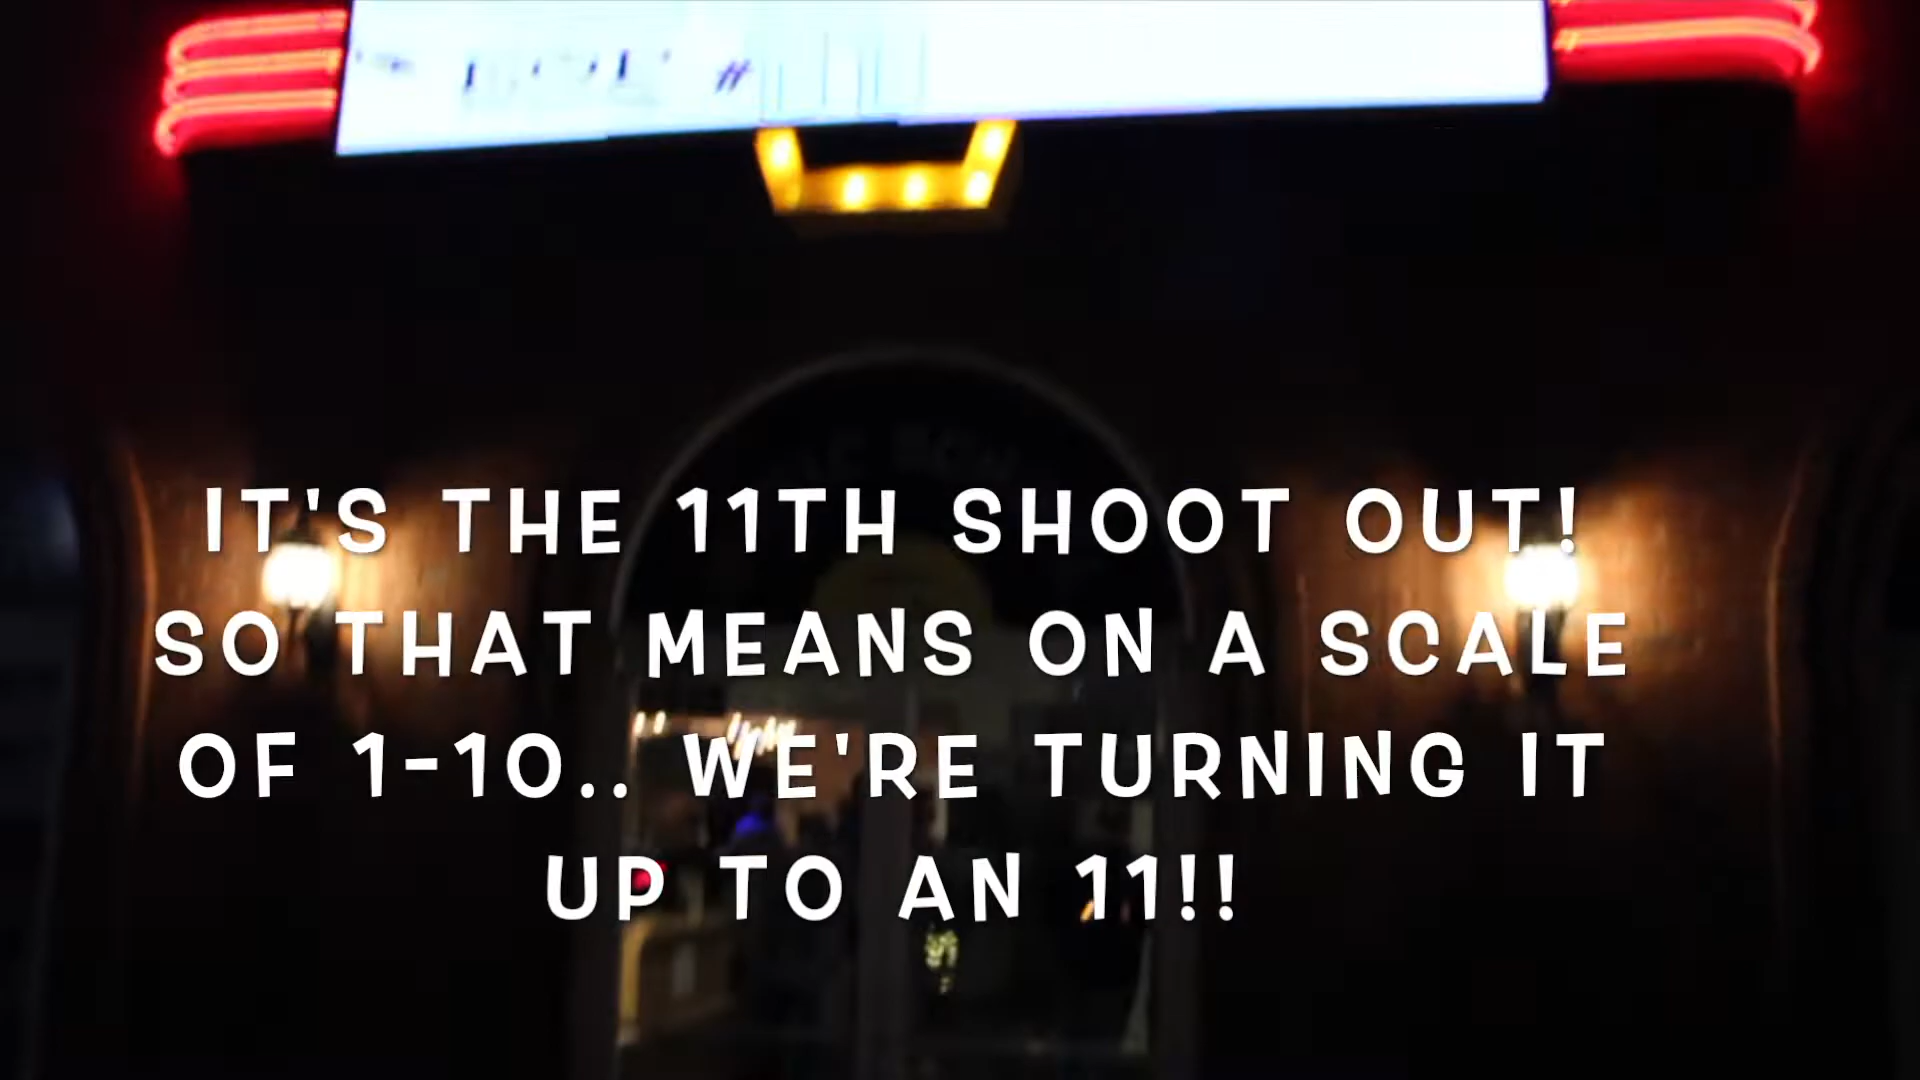 #
IT'S THE 11TH SHOOT OUT!
SO THAT MEANS ON A SCALE
OF 1-10.. WE'RE TURNING IT
UP TO AN 11!!